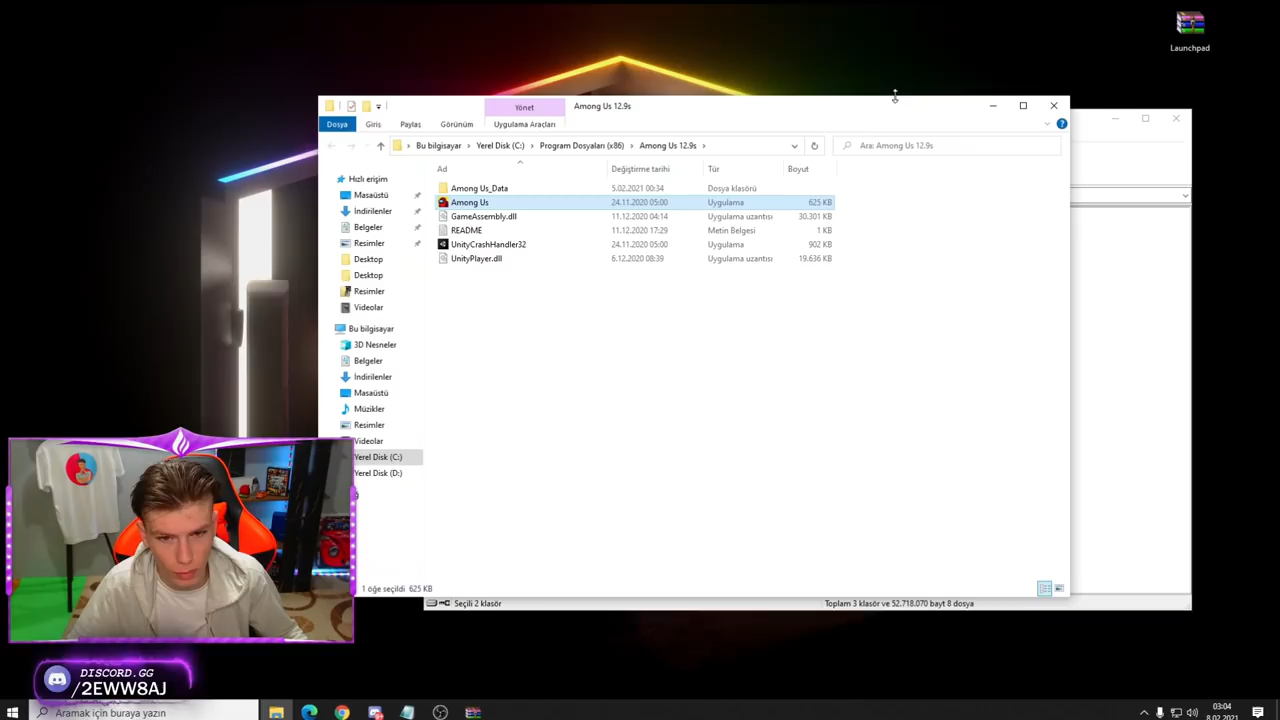 Launchpad
Yönet
Among Us 12.9s
Dosya
Giriş
Paylaş
Görünüm
Uygulama Araçları
Bu bilgisayar > Yerel Disk (C:) > Program Dosyaları (x86) > Among Us 12.9s >
Ara: Among Us 12.9s
Ad
Değiştirme tarihi
Tür
Boyut
Among Us_Data 5.02.2021 00:34 Dosya klasörü
Among Us 24.11.2020 05:00 Uygulama 625 KB
GameAssembly.dll 11.12.2020 04:14 Uygulama uzantısı 30.301 KB
README 11.12.2020 17:29 Metin Belgesi 1 KB
UnityCrashHandler32 24.11.2020 05:00 Uygulama 902 KB
UnityPlayer.dll 6.12.2020 08:39 Uygulama uzantısı 19.636 KB
Hızlı erişim
Masaüstü
İndirilenler
Belgeler
Resimler
Desktop
Desktop
Resimler
Videolar
Bu bilgisayar
3D Nesneler
Belgeler
İndirilenler
Masaüstü
Müzikler
Resimler
Videolar
Yerel Disk (C:)
Yerel Disk (D:)
1 öğe seçildi 625 KB
Seçili 2 klasör
Toplam 3 klasör ve 52.718.070 bayt 8 dosya
DISCORD.GG
/2EWW8AJ
Aramak için buraya yazın
03:04
8.02.2021